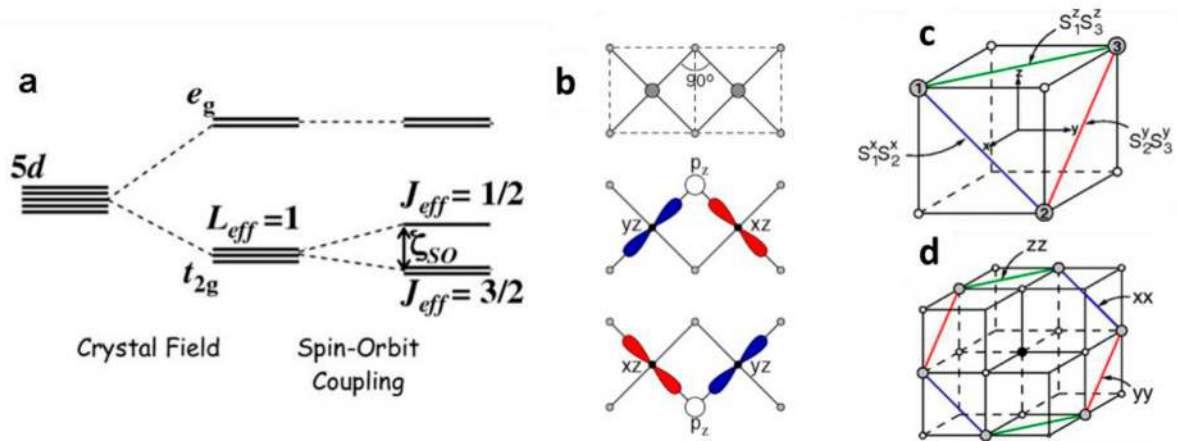 a
e_g
5d
L_eff =1
t_2g
J_eff = 1/2
ζ_SO
J_eff = 3/2
Crystal Field
Spin-Orbit
Coupling
b
90º
p_z
yz
xz
xz
yz
p_z
c
S_1^z S_3^z
1
3
z
y
x
S_1^x S_2^x
S_2^y S_3^y
2
d
zz
xx
yy